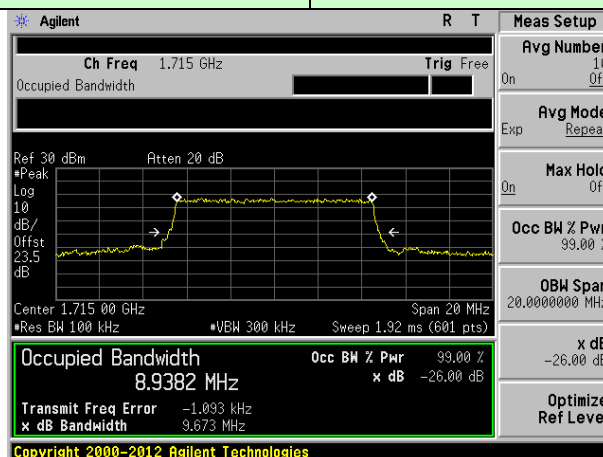 Agilent R T
Meas Setup
Ch Freq 1.715 GHz Trig Free
Occupied Bandwidth
Ref 30 dBm Atten 20 dB
#Peak
Log
10
dB/
Offst
23.5
dB
Center 1.715 00 GHz Span 20 MHz
#Res BW 100 kHz #VBW 300 kHz Sweep 1.92 ms (601 pts)
Occupied Bandwidth
8.9382 MHz
Occ BW % Pwr 99.00 %
x dB -26.00 dB
Transmit Freq Error -1.093 kHz
x dB Bandwidth 9.673 MHz
Copyright 2000-2012 Agilent Technologies
Avg Number
On
Avg Mode
Exp Repea
Max Hold
On
Occ BW % Pwr
99.00 %
OBW Span
20.0000000 MHz
x dB
-26.00 dB
Optimize
Ref Level